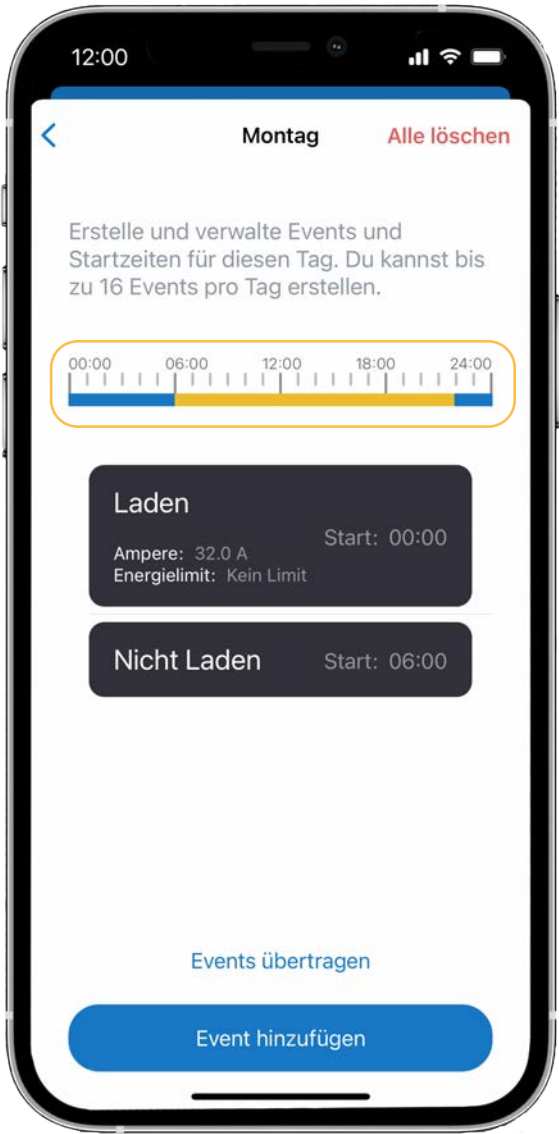 12:00
Montag
Alle löschen
Erstelle und verwalte Events und
Startzeiten für diesen Tag. Du kannst bis
zu 16 Events pro Tag erstellen.
00:00 06:00 12:00 18:00 24:00
Laden
Start: 00:00
Ampere: 32.0 A
Energielimit: Kein Limit
Nicht Laden Start: 06:00
Events übertragen
Event hinzufügen